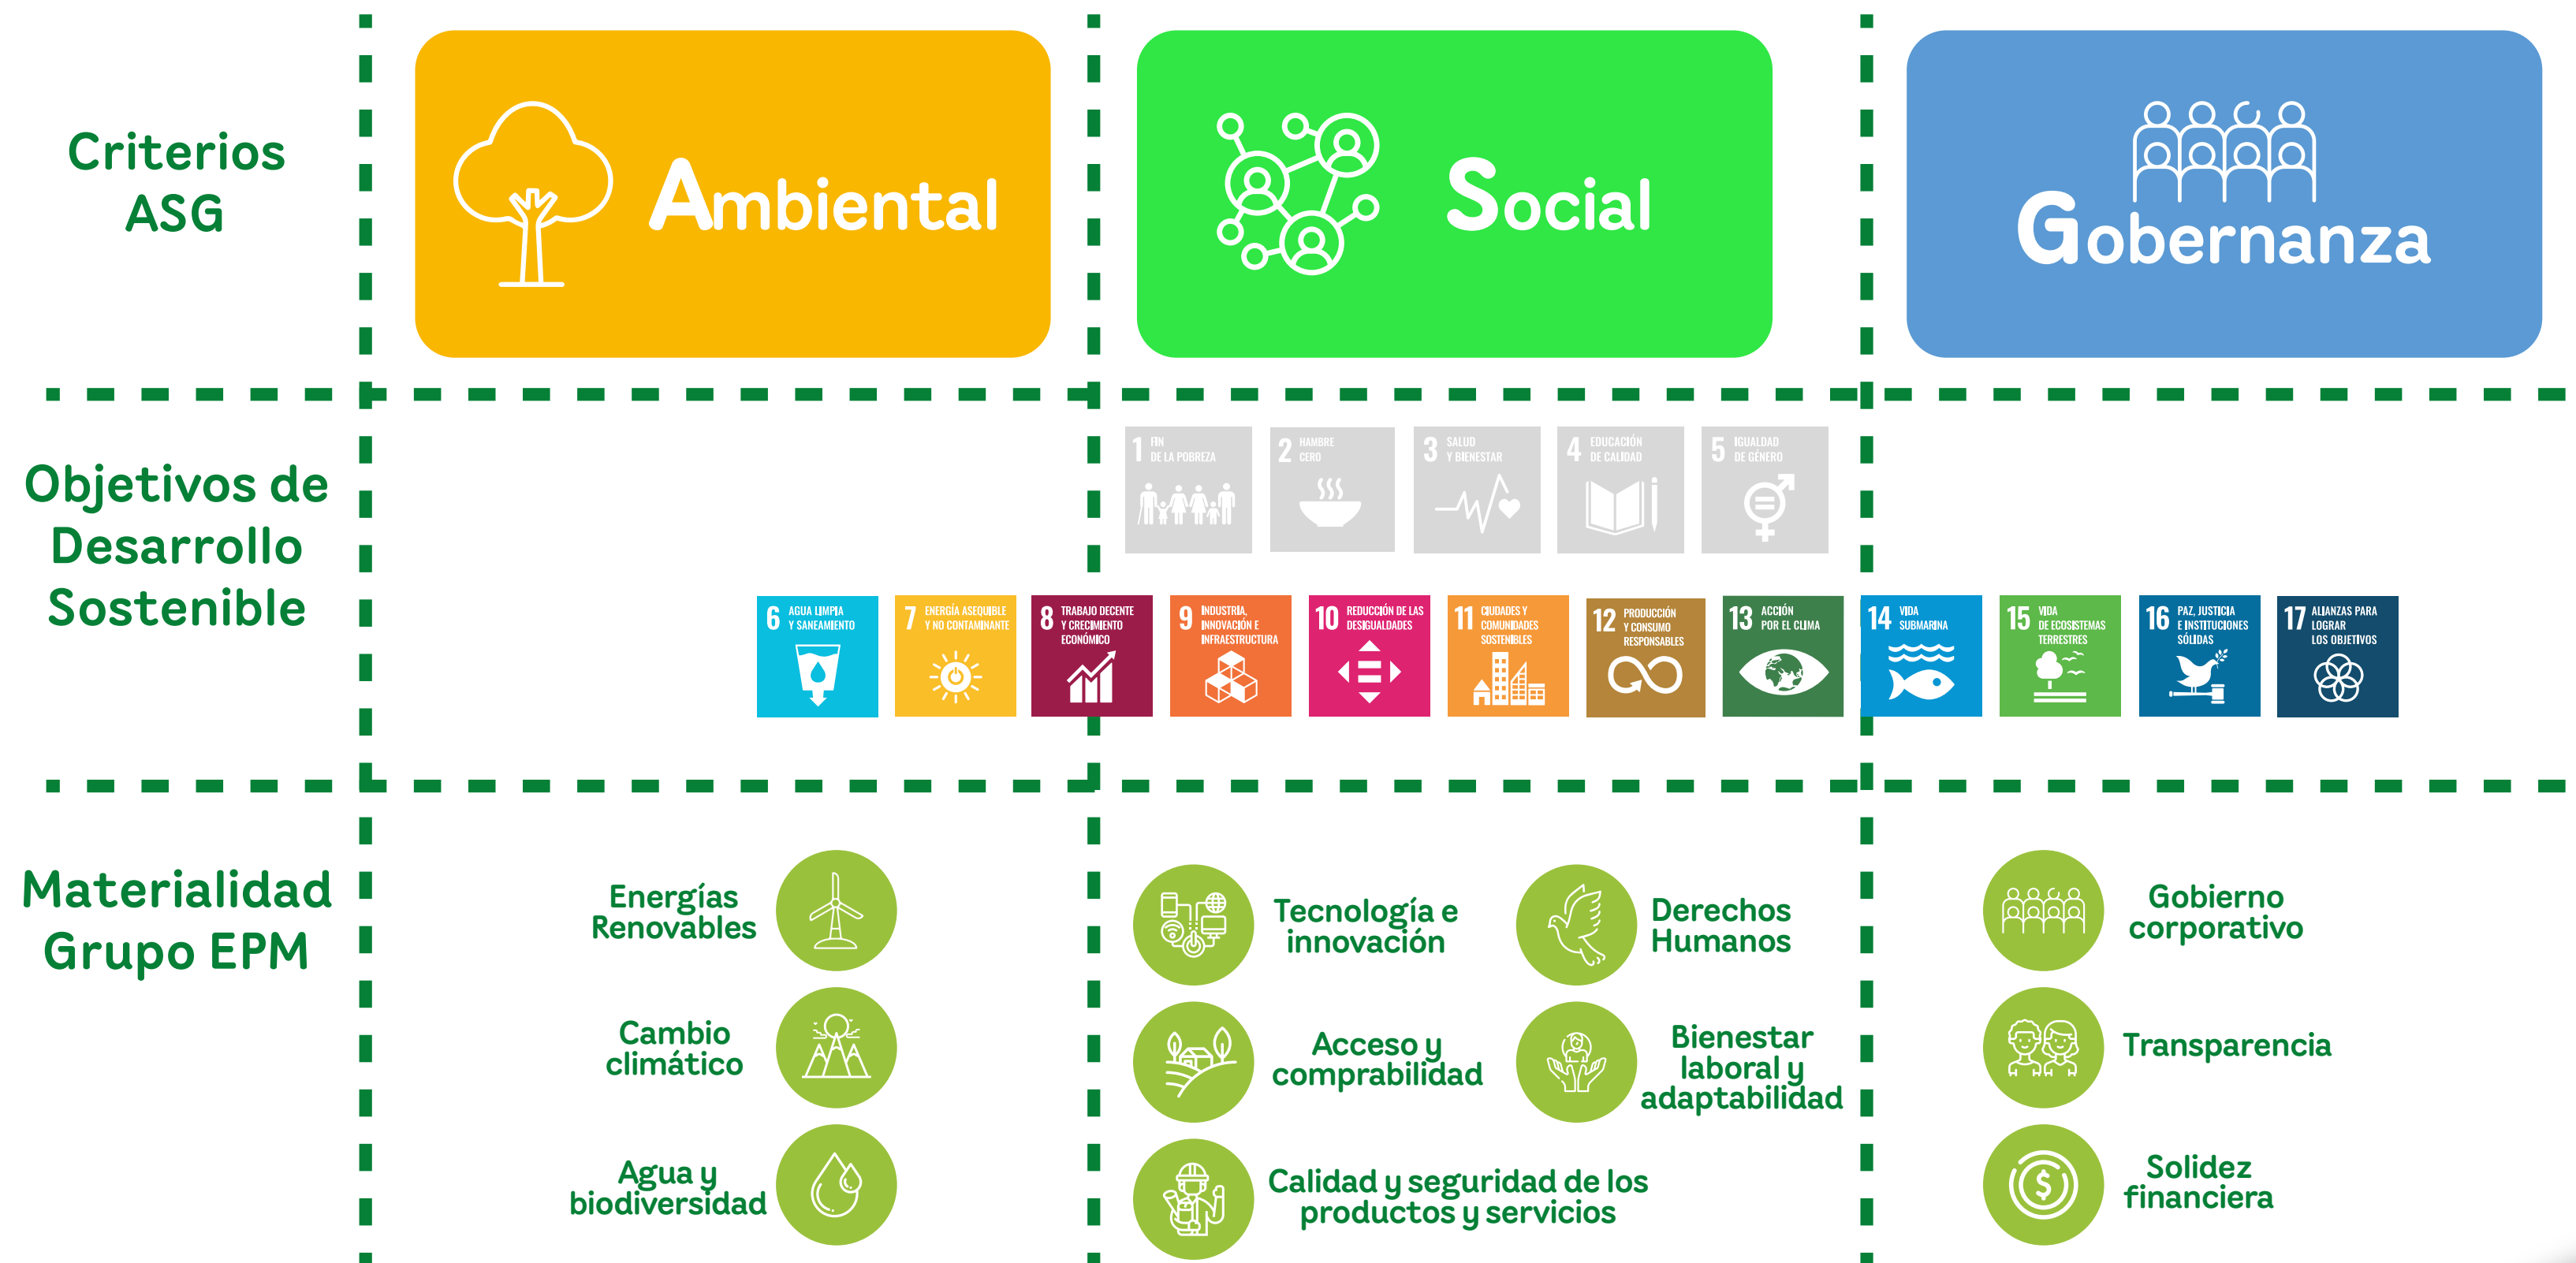 Criterios
ASG
Ambiental
Social
Gobernanza
Objetivos de
Desarrollo
Sostenible
1 FIN
DE LA POBREZA
2 HAMBRE
CERO
3 SALUD
Y BIENESTAR
4 EDUCACIÓN
DE CALIDAD
5 IGUALDAD
DE GÉNERO
6 AGUA LIMPIA
Y SANEAMIENTO
7 ENERGÍA ASEQUIBLE
Y NO CONTAMINANTE
8 TRABAJO DECENTE
Y CRECIMIENTO
ECONÓMICO
9 INDUSTRIA,
INNOVACIÓN E
INFRAESTRUCTURA
10 REDUCCIÓN DE LAS
DESIGUALDADES
11 CIUDADES Y
COMUNIDADES
SOSTENIBLES
12 PRODUCCIÓN
Y CONSUMO
RESPONSABLES
13 ACCIÓN
POR EL CLIMA
14 VIDA
SUBMARINA
15 VIDA
DE ECOSISTEMAS
TERRESTRES
16 PAZ, JUSTICIA
E INSTITUCIONES
SÓLIDAS
17 ALIANZAS PARA
LOGRAR
LOS OBJETIVOS
Materialidad
Grupo EPM
Energías
Renovables
Cambio
climático
Agua y
biodiversidad
Tecnología e
innovación
Derechos
Humanos
Acceso y
comprabilidad
Bienestar
laboral y
adaptabilidad
Calidad y seguridad de los
productos y servicios
Gobierno
corporativo
Transparencia
Solidez
financiera